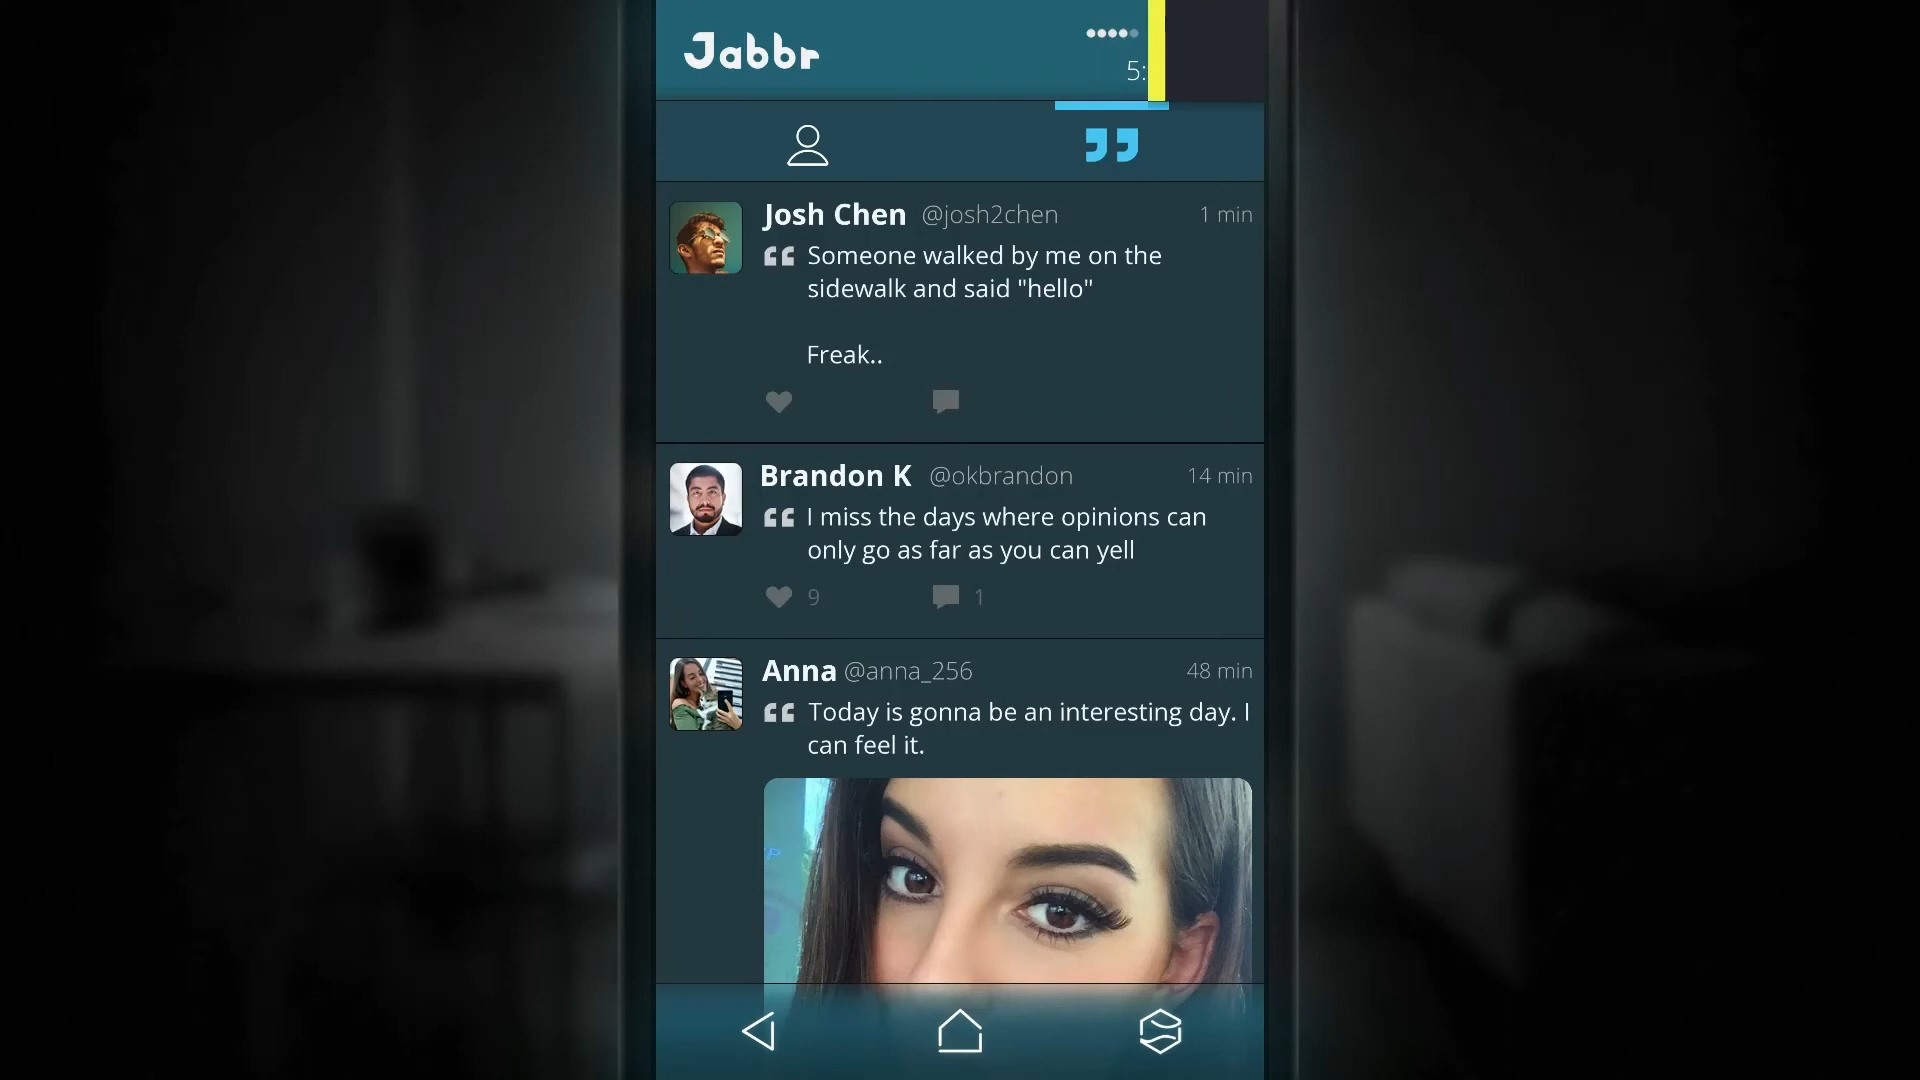 Jabbr
5:
Josh Chen @josh2chen 1 min
Someone walked by me on the
sidewalk and said "hello"
Freak..
Brandon K @okbrandon 14 min
I miss the days where opinions can
only go as far as you can yell
9 1
Anna @anna_256 48 min
Today is gonna be an interesting day. I
can feel it.